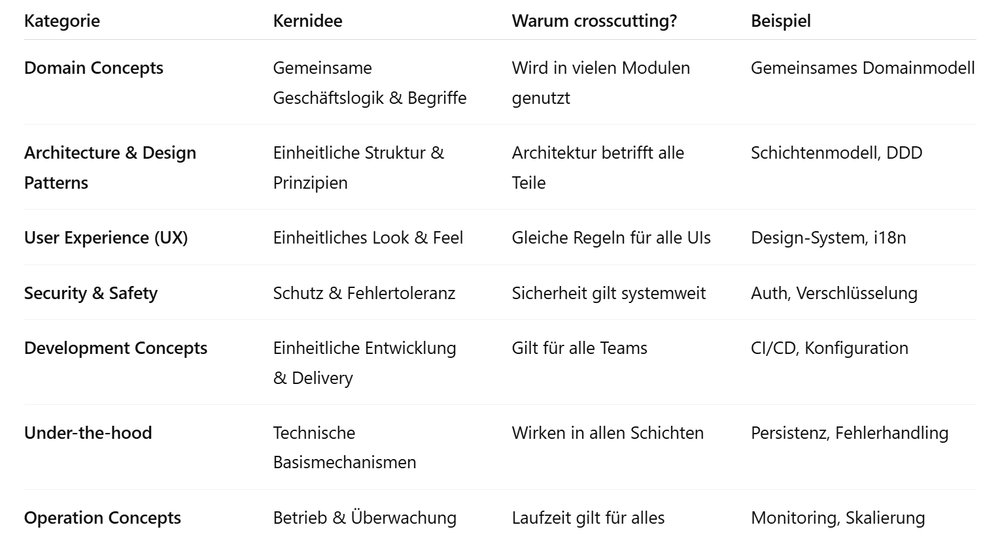 Kategorie Kernidee Warum crosscutting? Beispiel
Domain Concepts Gemeinsame Wird in vielen Modulen Gemeinsames Domainmodell
Geschäftslogik & Begriffe genutzt
Architecture & Design Einheitliche Struktur & Architektur betrifft alle Schichtenmodell, DDD
Patterns Prinzipien Teile
User Experience (UX) Einheitliches Look & Feel Gleiche Regeln für alle UIs Design-System, i18n
Security & Safety Schutz & Fehlertoleranz Sicherheit gilt systemweit Auth, Verschlüsselung
Development Concepts Einheitliche Entwicklung Gilt für alle Teams CI/CD, Konfiguration
& Delivery
Under-the-hood Technische Wirken in allen Schichten Persistenz, Fehlerhandling
Basismechanismen
Operation Concepts Betrieb & Überwachung Laufzeit gilt für alles Monitoring, Skalierung